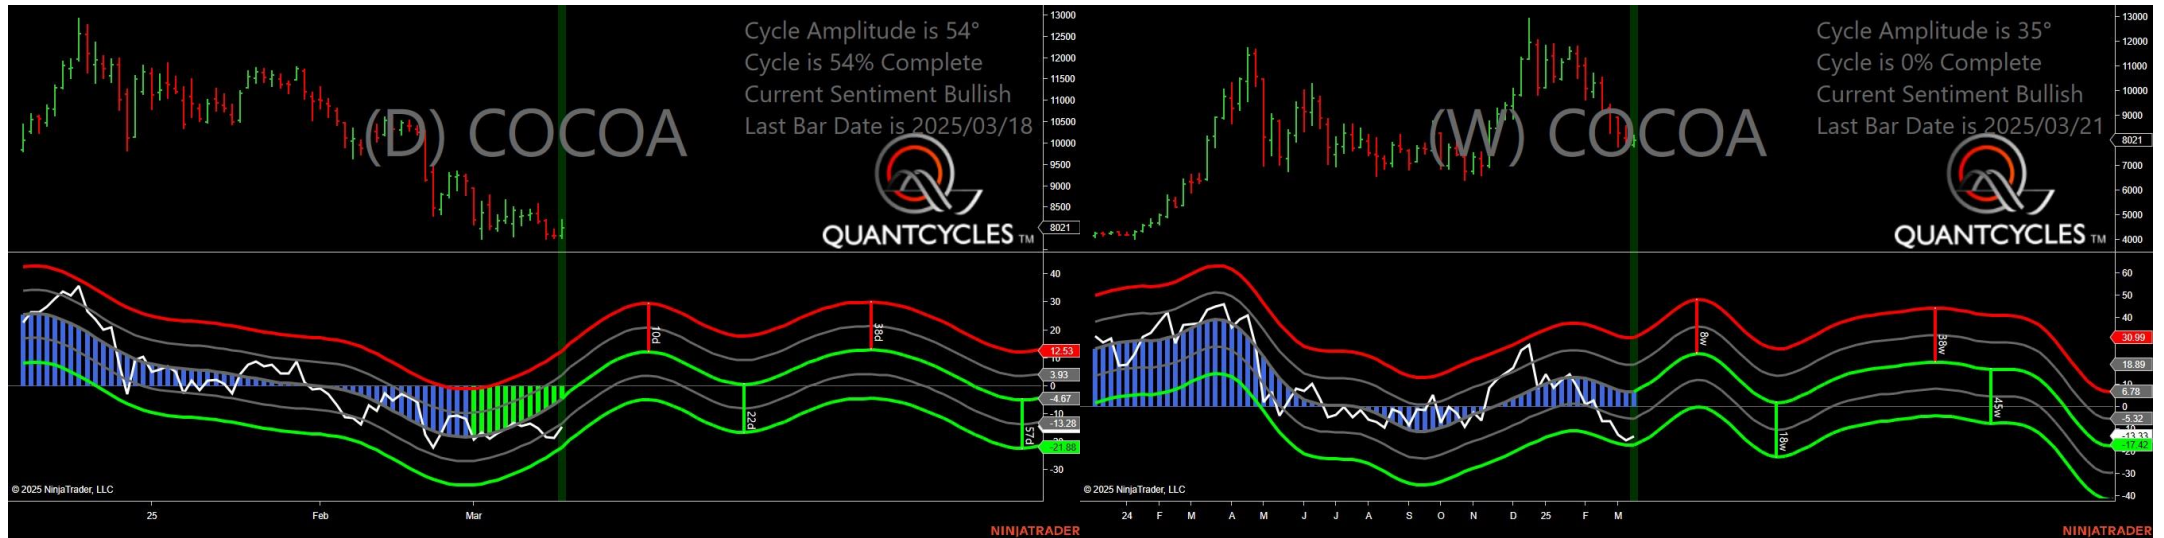 Cycle Amplitude is 54°
Cycle is 54% Complete
Current Sentiment Bullish
Last Bar Date is 2025/03/18
(D) COCOA
QUANTCYCLES TM
13000
12500
12000
11500
11000
10500
10000
9500
9000
8500
8021
40
30
20
12.53
10
3.93
0
-4.67
-10
-13.28
-21.88
-30
10d
22d
38d
57d
© 2025 NinjaTrader, LLC
25 Feb Mar
NINJATRADER
Cycle Amplitude is 35°
Cycle is 0% Complete
Current Sentiment Bullish
Last Bar Date is 2025/03/21
(W) COCOA
QUANTCYCLES TM
13000
12000
11000
10000
9000
8021
7000
6000
5000
4000
60
50
40
30.99
18.89
10
6.78
0
-5.32
-13.33
-17.42
-20
-30
-40
8w
18w
38w
45w
© 2025 NinjaTrader, LLC
24 F M A M J J A S O N D 25 F M
NINJATRADER